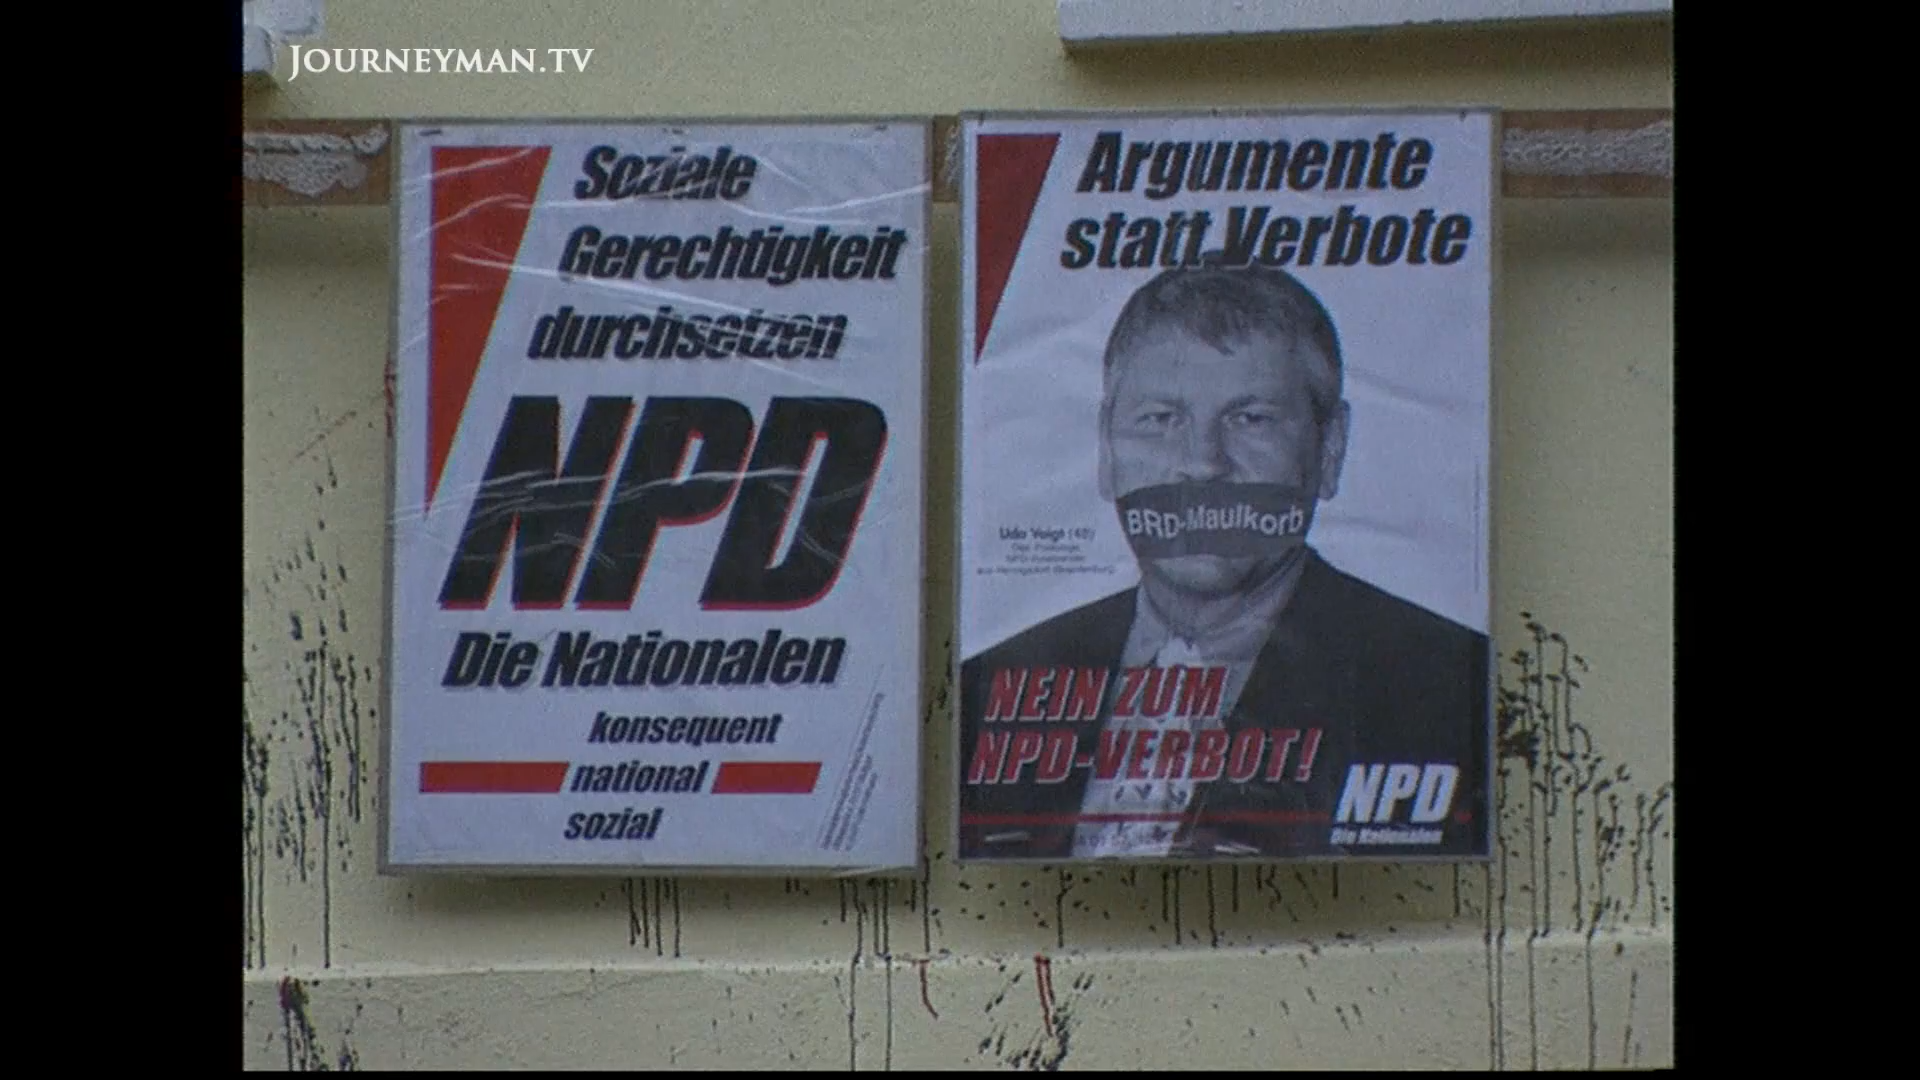 JOURNEYMAN.TV
Soziale
Gerechtigkeit
durchsetzen
NPD
Die Nationalen
konsequent
national
sozial
Argumente
statt Verbote
BRD-Maulkorb
Udo Voigt (48)
NEIN ZUM
NPD-VERBOT!
NPD
Die Nationalen